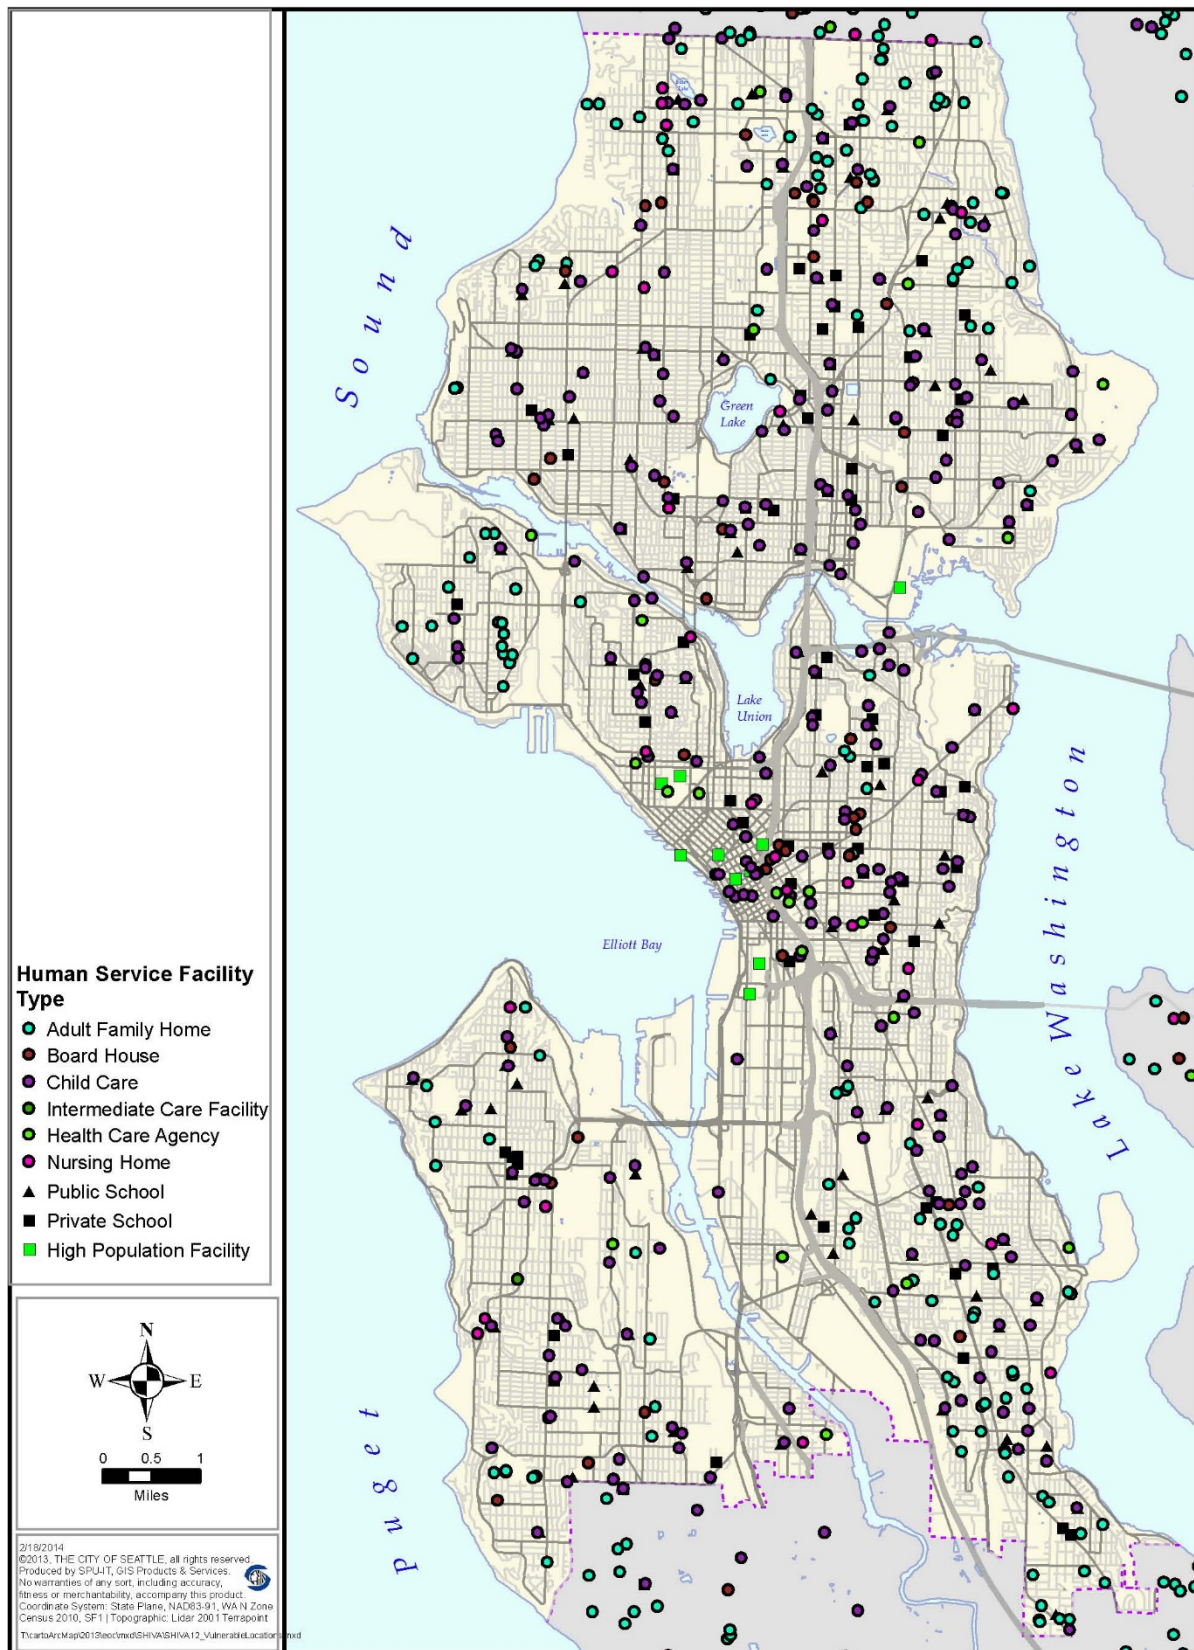 Sound
Green
Lake
Lake
Union
Elliott Bay
Lake Washington
Puget
Human Service Facility
Type
Adult Family Home
Board House
Child Care
Intermediate Care Facility
Health Care Agency
Nursing Home
Public School
Private School
High Population Facility
N
W E
S
0 0.5 1
Miles
2/18/2014
©2013, THE CITY OF SEATTLE, all rights reserved.
Produced by SPU-IT, GIS Products & Services.
No warranties of any sort, including accuracy,
fitness or merchantability, accompany this product.
Coordinate System: State Plane, NAD83-91, WA N Zone
Census 2010, SF1 | Topographic: Lidar 2001 Terrapoint